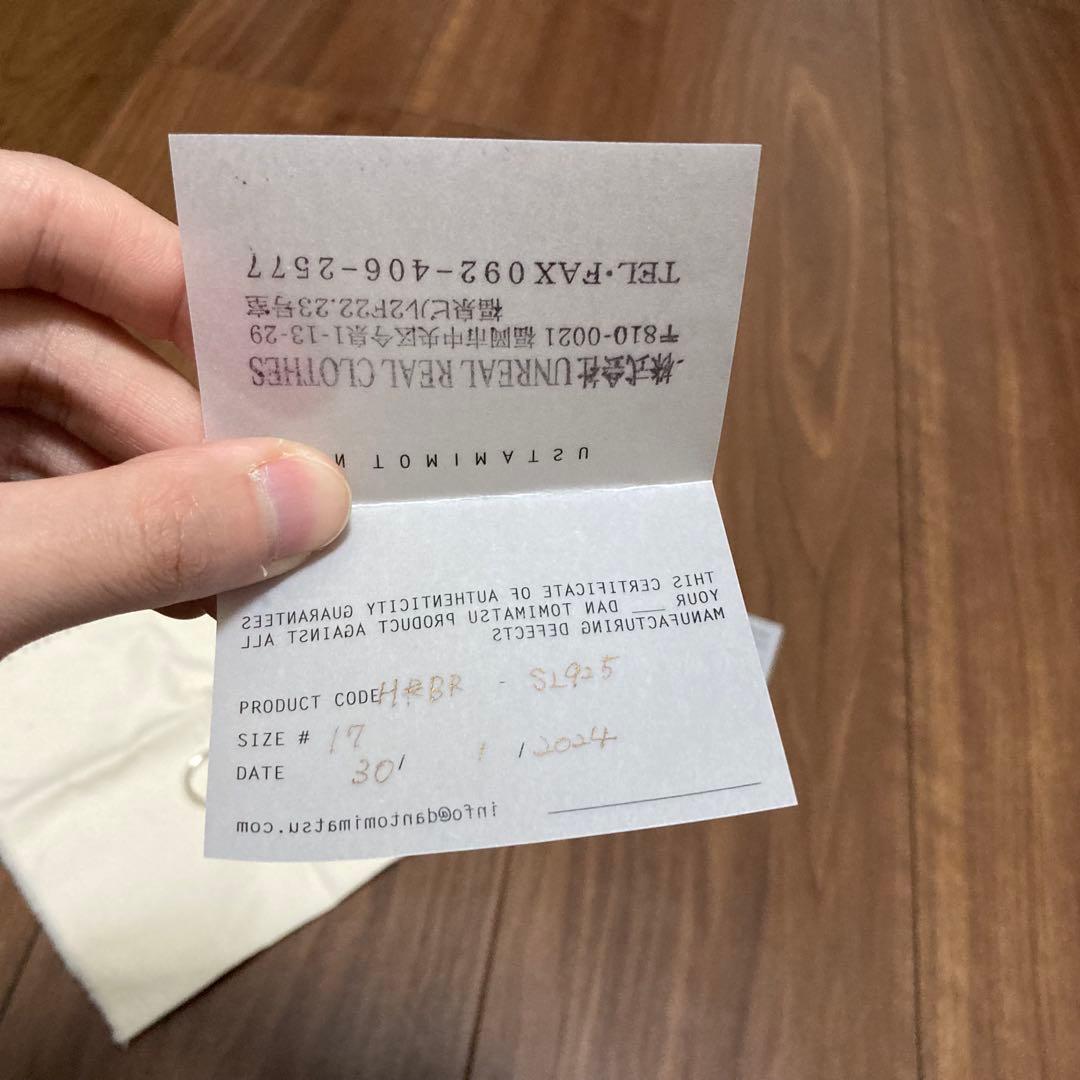 TEL·FAX 092-406-2577
福泉ビル2F22.23号室
〒810-0021 福岡市中央区今泉1-13-29
株式会社 UNREAL REAL CLOTHES
N TOMIMATSU
THIS CERTIFICATE OF AUTHENTICITY GUARANTEES
YOUR ___ DAN TOMIMATSU PRODUCT AGAINST ALL
MANUFACTURING DEFECTS
PRODUCT CODE - SL925
SIZE # 17
DATE 30/ 1 /2024
info@dantomimatsu.com